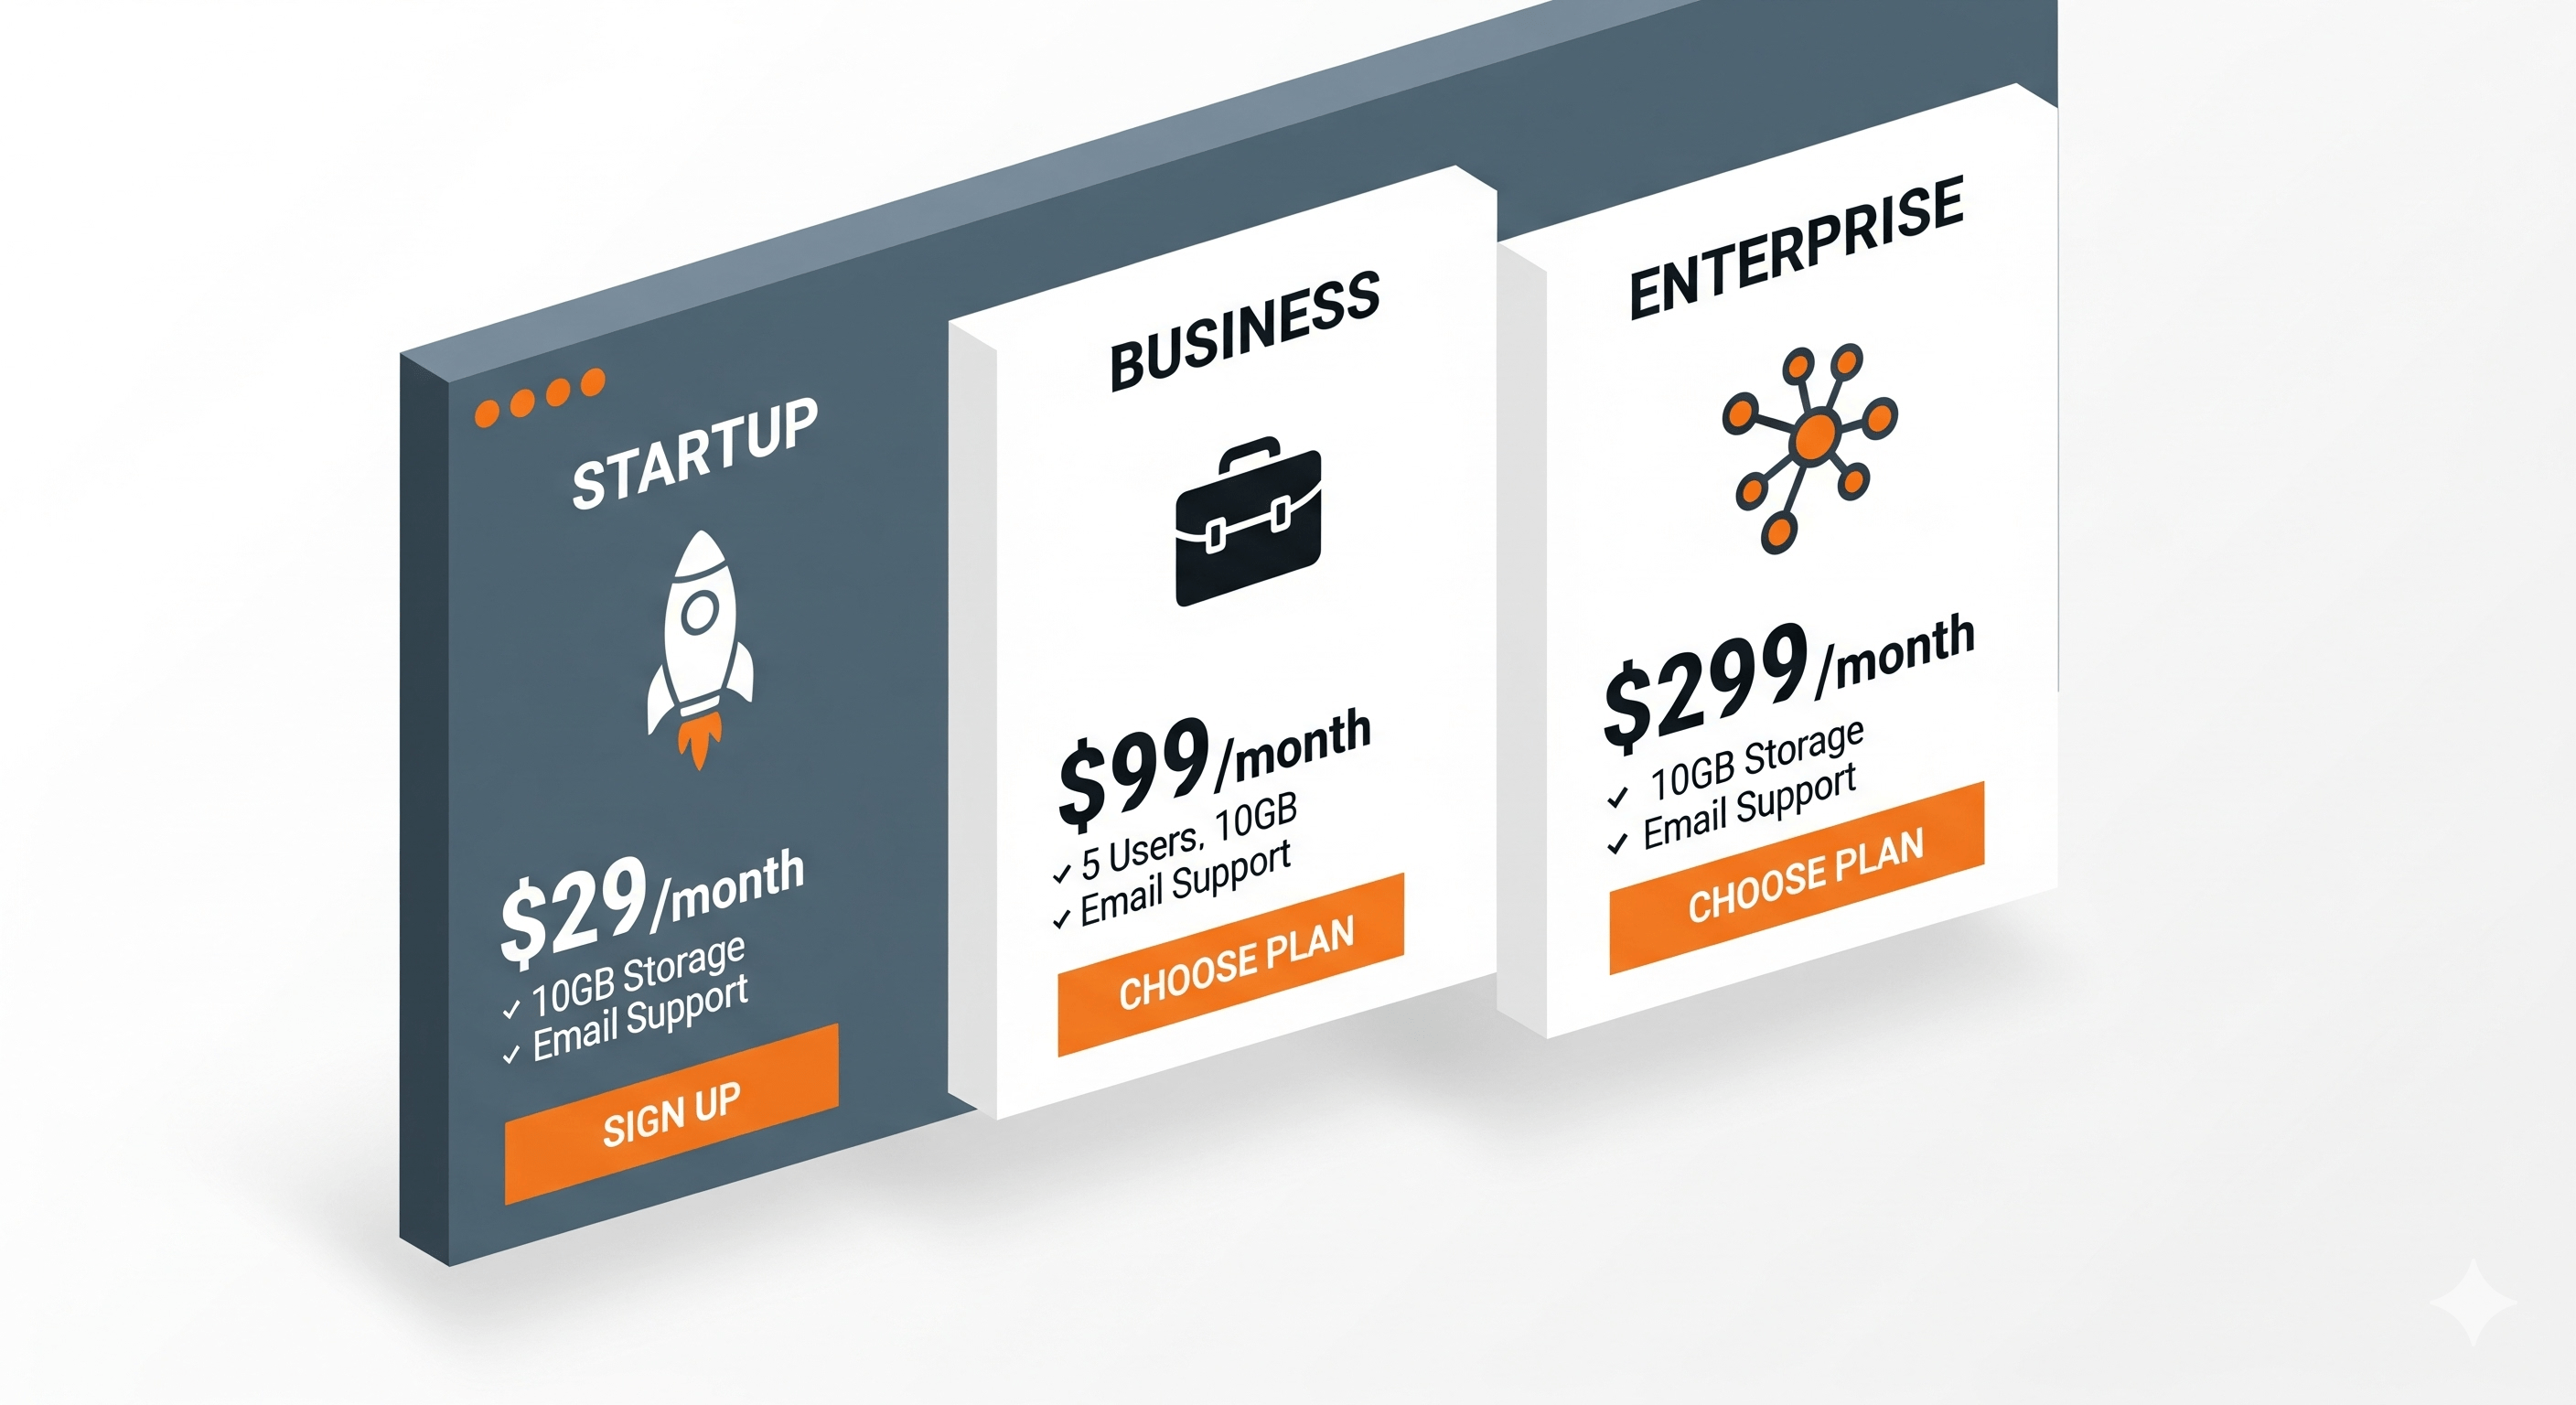 STARTUP
$29/month
✓ 10GB Storage
✓ Email Support
SIGN UP
BUSINESS
$99/month
✓ 5 Users, 10GB
✓ Email Support
CHOOSE PLAN
ENTERPRISE
$299/month
✓ 10GB Storage
✓ Email Support
CHOOSE PLAN